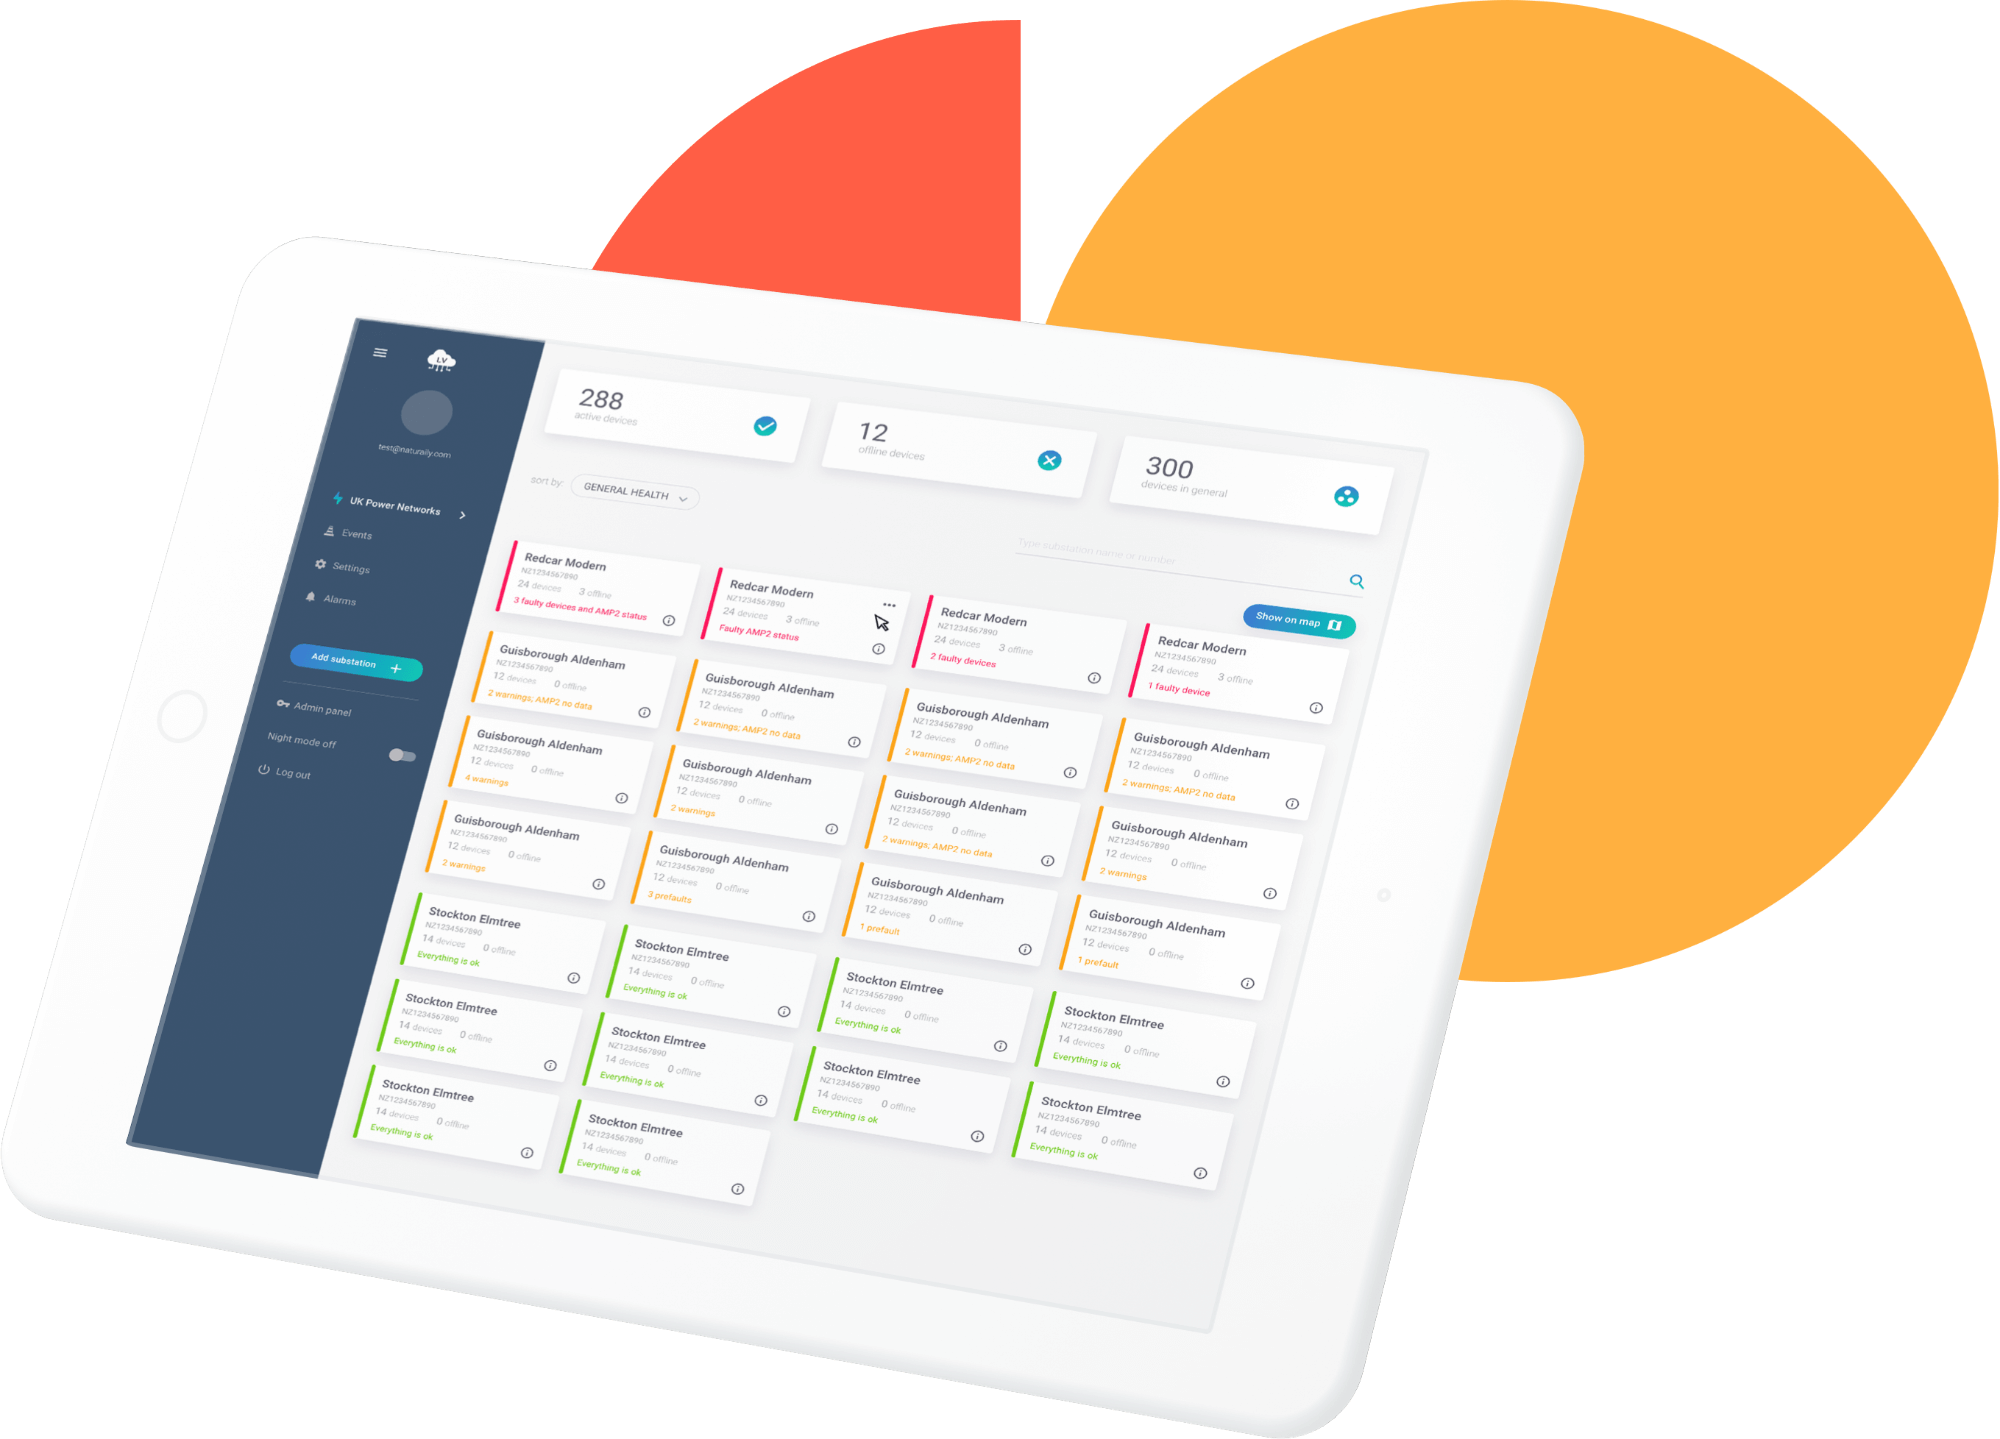 LV
test@naturaily.com
UK Power Networks
Events
Settings
Alarms
Add substation
Admin panel
Night mode off
Log out
288
active devices
12
offline devices
300
devices in general
sort by:
GENERAL HEALTH
Type substation name or number
Show on map
Redcar Modern
NZ1234567890
24 devices 3 offline
3 faulty devices and AMP2 status
Redcar Modern
NZ1234567890
24 devices 3 offline
Faulty AMP2 status
Redcar Modern
NZ1234567890
24 devices 3 offline
2 faulty devices
Redcar Modern
NZ1234567890
24 devices 3 offline
1 faulty device
Guisborough Aldenham
NZ1234567890
12 devices 0 offline
2 warnings; AMP2 no data
Guisborough Aldenham
NZ1234567890
12 devices 0 offline
2 warnings; AMP2 no data
Guisborough Aldenham
NZ1234567890
12 devices 0 offline
2 warnings; AMP2 no data
Guisborough Aldenham
NZ1234567890
12 devices 0 offline
2 warnings; AMP2 no data
Guisborough Aldenham
NZ1234567890
12 devices 0 offline
4 warnings
Guisborough Aldenham
NZ1234567890
12 devices 0 offline
2 warnings
Guisborough Aldenham
NZ1234567890
12 devices 0 offline
2 warnings; AMP2 no data
Guisborough Aldenham
NZ1234567890
12 devices 0 offline
2 warnings
Guisborough Aldenham
NZ1234567890
12 devices 0 offline
2 warnings
Guisborough Aldenham
NZ1234567890
12 devices 0 offline
3 prefaults
Guisborough Aldenham
NZ1234567890
12 devices 0 offline
1 prefault
Guisborough Aldenham
NZ1234567890
12 devices 0 offline
1 prefault
Stockton Elmtree
NZ1234567890
14 devices 0 offline
Everything is ok
Stockton Elmtree
NZ1234567890
14 devices 0 offline
Everything is ok
Stockton Elmtree
NZ1234567890
14 devices 0 offline
Everything is ok
Stockton Elmtree
NZ1234567890
14 devices 0 offline
Everything is ok
Stockton Elmtree
NZ1234567890
14 devices 0 offline
Everything is ok
Stockton Elmtree
NZ1234567890
14 devices 0 offline
Everything is ok
Stockton Elmtree
NZ1234567890
14 devices 0 offline
Everything is ok
Stockton Elmtree
NZ1234567890
14 devices 0 offline
Everything is ok
Stockton Elmtree
NZ1234567890
14 devices 0 offline
Everything is ok
Stockton Elmtree
NZ1234567890
14 devices 0 offline
Everything is ok